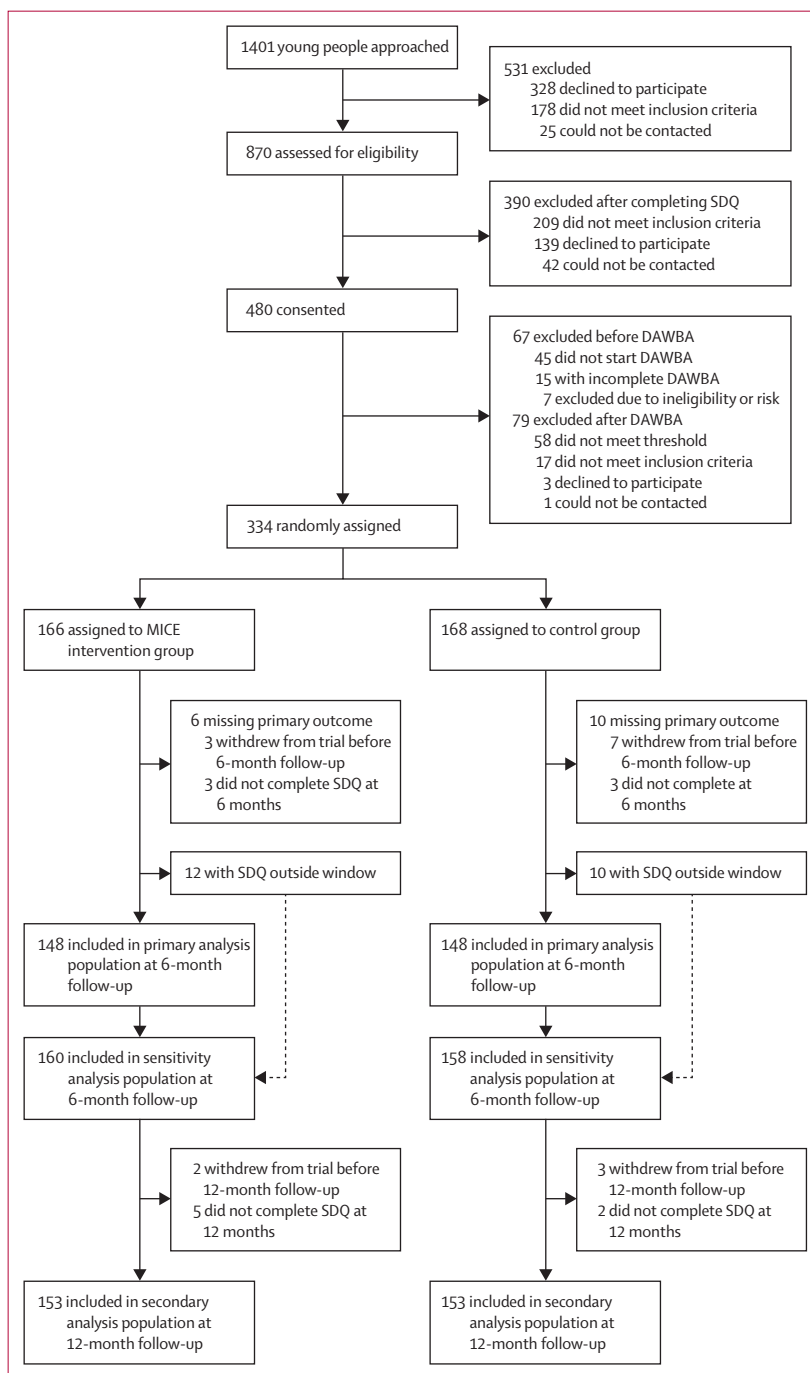 1401 young people approached
531 excluded
328 declined to participate
178 did not meet inclusion criteria
25 could not be contacted
870 assessed for eligibility
390 excluded after completing SDQ
209 did not meet inclusion criteria
139 declined to participate
42 could not be contacted
480 consented
67 excluded before DAWBA
45 did not start DAWBA
15 with incomplete DAWBA
7 excluded due to ineligibility or risk
79 excluded after DAWBA
58 did not meet threshold
17 did not meet inclusion criteria
3 declined to participate
1 could not be contacted
334 randomly assigned
166 assigned to MICE
intervention group
168 assigned to control group
6 missing primary outcome
3 withdrew from trial before
6-month follow-up
3 did not complete SDQ at
6 months
10 missing primary outcome
7 withdrew from trial before
6-month follow-up
3 did not complete at
6 months
12 with SDQ outside window
10 with SDQ outside window
148 included in primary analysis
population at 6-month
follow-up
148 included in primary analysis
population at 6-month
follow-up
160 included in sensitivity
analysis population at
6-month follow-up
158 included in sensitivity
analysis population at
6-month follow-up
2 withdrew from trial before
12-month follow-up
5 did not complete SDQ at
12 months
3 withdrew from trial before
12-month follow-up
2 did not complete SDQ at
12 months
153 included in secondary
analysis population at
12-month follow-up
153 included in secondary
analysis population at
12-month follow-up